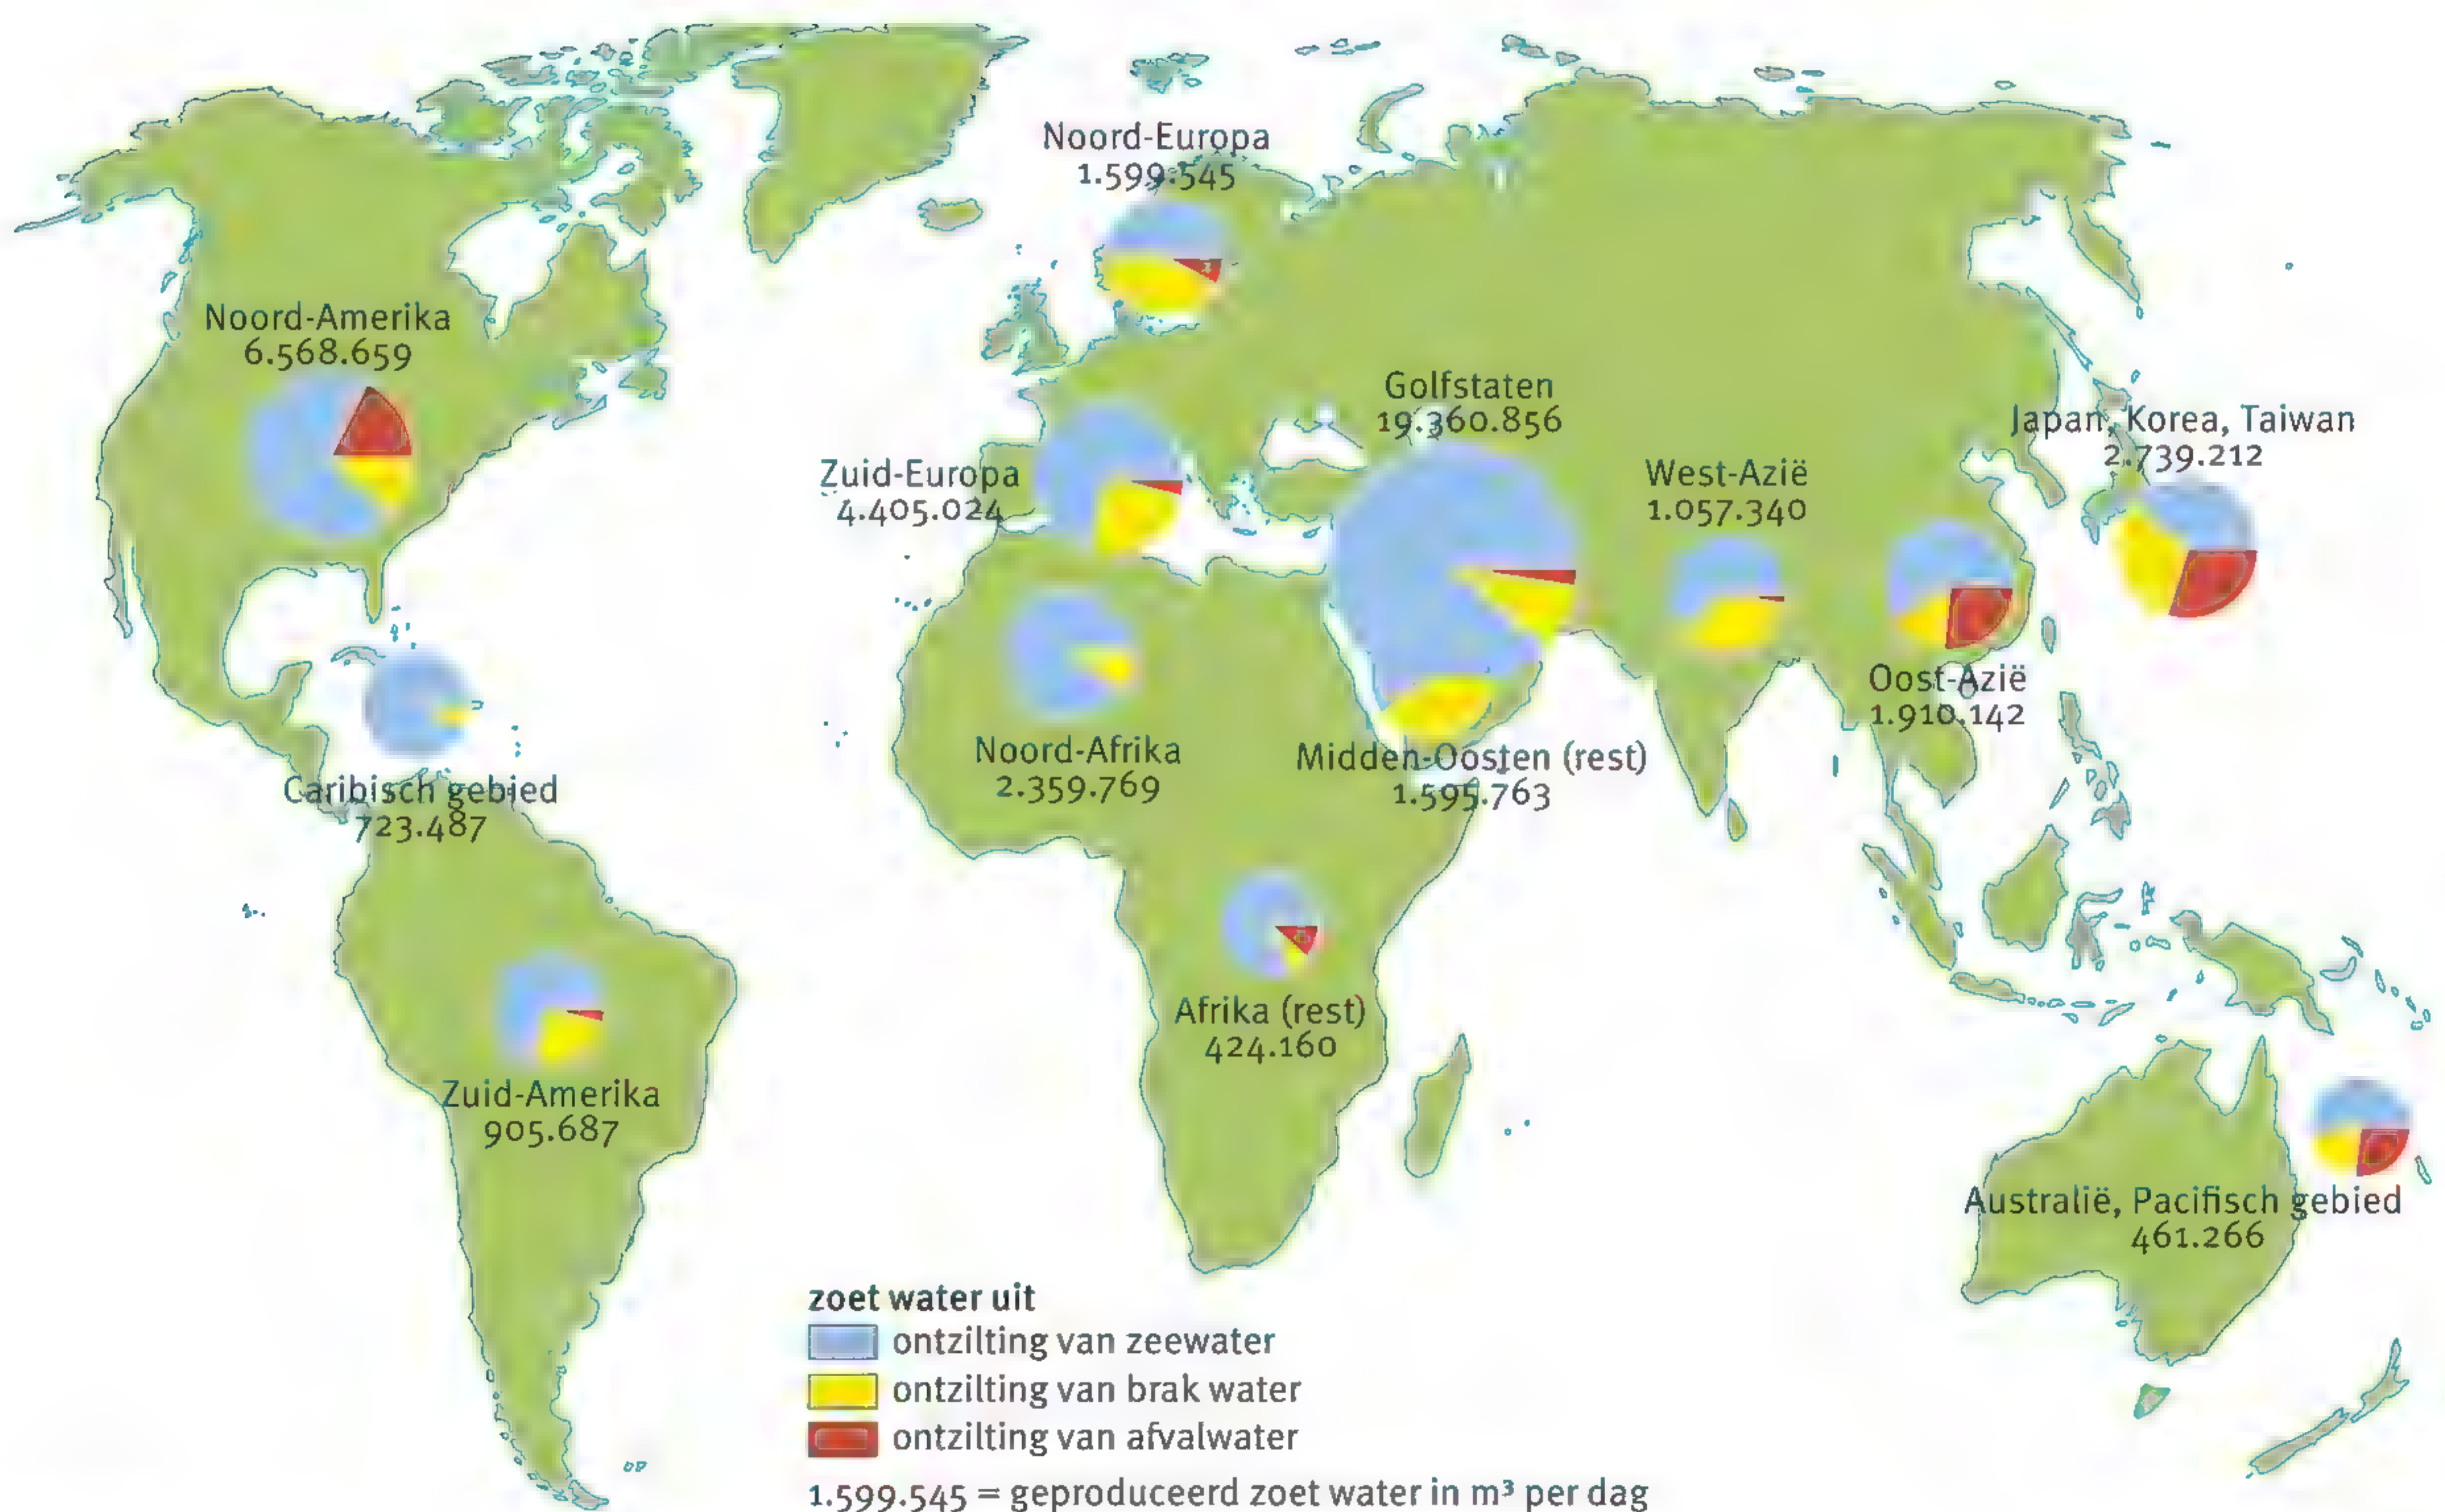 Noord-Europa
1.599.545
Noord-Amerika
6.568.659
Golfstaten
19.360.856
Japan, Korea, Taiwan
2.739.212
Zuid-Europa
4.405.024
West-Azië
1.057.340
Oost-Azië
1.910.142
Noord-Afrika
2.359.769
Midden-Oosten (rest)
1.595.763
Caribisch gebied
723.487
Afrika (rest)
424.160
Zuid-Amerika
905.687
Australië, Pacifisch gebied
461.266
zoet water uit
ontzilting van zeewater
ontzilting van brak water
ontzilting van afvalwater
1.599.545 = geproduceerd zoet water in m³ per dag